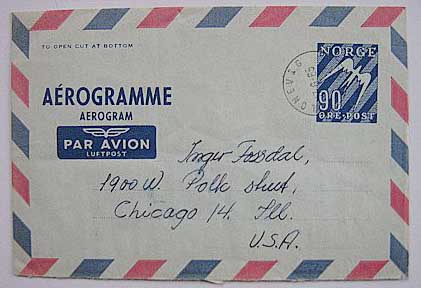 TO OPEN CUT AT BOTTOM
NORGE
LONEVÅG
90
ØRE·POST
AÉROGRAMME
AEROGRAM
PAR AVION
LUFTPOST
Inger Fossdal,
1900 W. Polk street,
Chicago 14. Ill.
U.S.A.